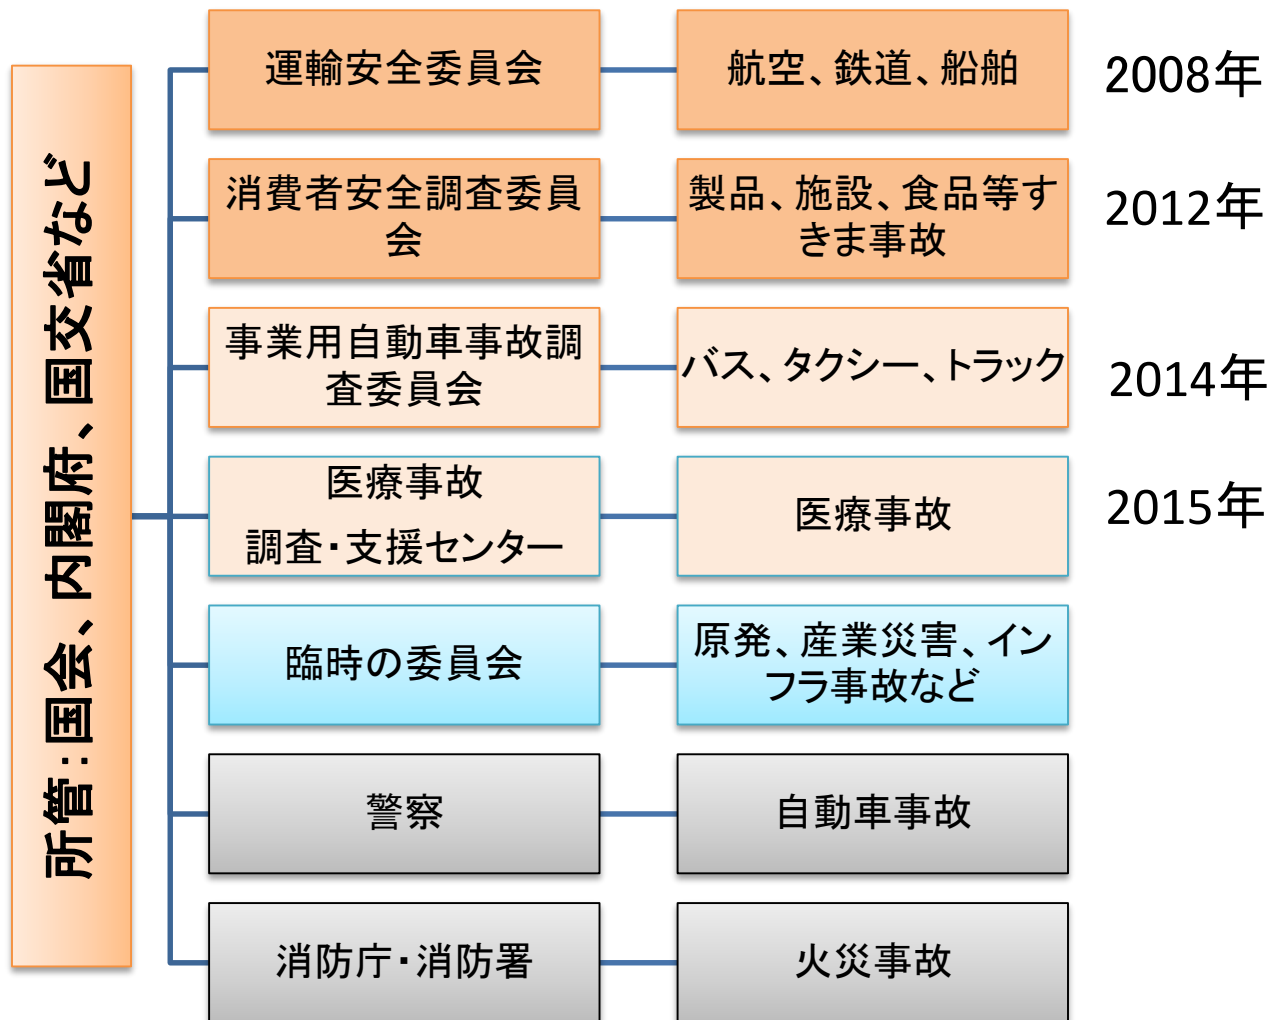 所管：国会、内閣府、国交省など
運輸安全委員会
航空、鉄道、船舶
2008年
消費者安全調査委員
会
製品、施設、食品等す
きま事故
2012年
事業用自動車事故調
査委員会
バス、タクシー、トラック
2014年
医療事故
調査・支援センター
医療事故
2015年
臨時の委員会
原発、産業災害、イン
フラ事故など
警察
自動車事故
消防庁・消防署
火災事故